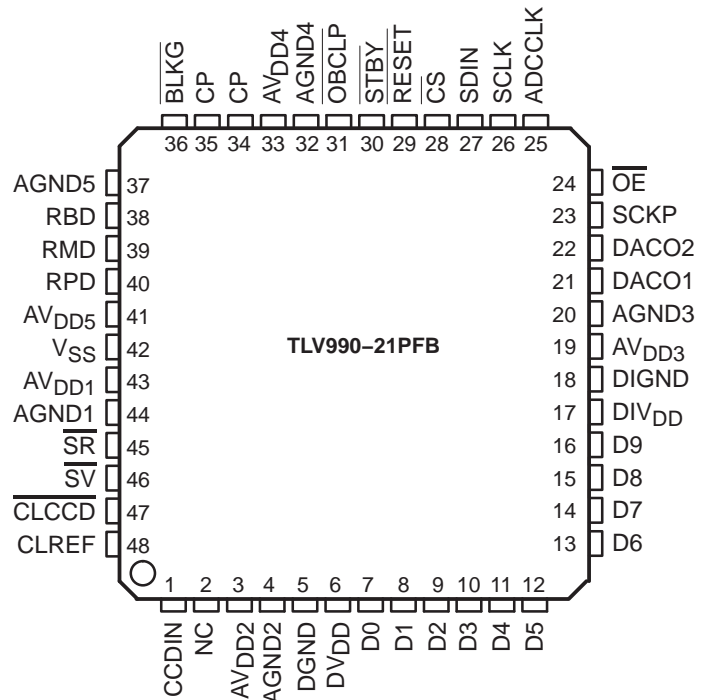 BLKG
CP
CP
AVDD4
AGND4
OBCLP
STBY
RESET
CS
SDIN
SCLK
ADCCLK
36 35 34 33 32 31 30 29 28 27 26 25
AGND5 37
RBD 38
RMD 39
RPD 40
AVDD5 41
VSS 42
AVDD1 43
AGND1 44
SR 45
SV 46
CLCCD 47
CLREF 48
TLV990–21PFB
24 OE
23 SCKP
22 DACO2
21 DACO1
20 AGND3
19 AVDD3
18 DIGND
17 DIVDD
16 D9
15 D8
14 D7
13 D6
1 2 3 4 5 6 7 8 9 10 11 12
CCDIN
NC
AVDD2
AGND2
DGND
DVDD
D0
D1
D2
D3
D4
D5